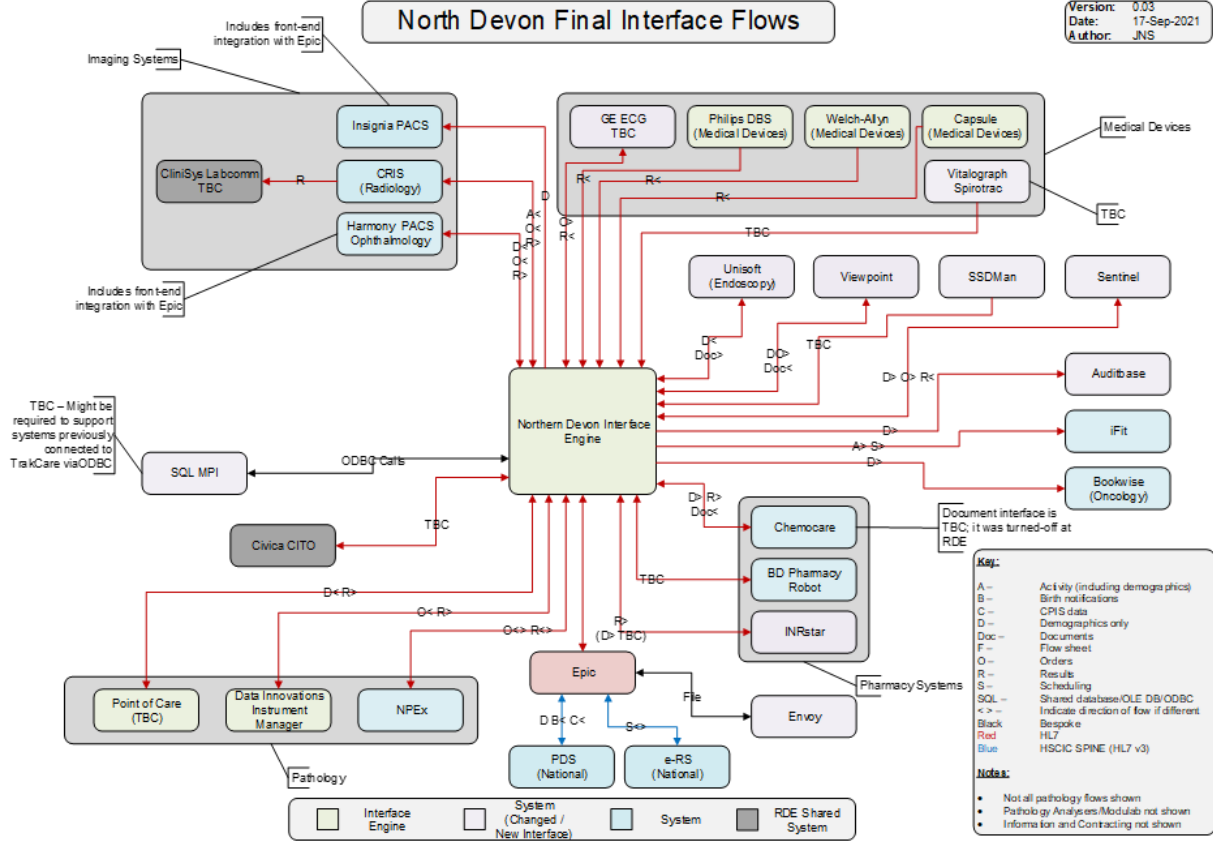 North Devon Final Interface Flows
Version: 0.03
Date: 17-Sep-2021
Author: JNS
Includes front-end
integration with Epic
Imaging Systems
Insignia PACS
CliniSys Labcomm
TBC
R
CRIS
(Radiology)
Harmony PACS
Ophthalmology
Includes front-end
integration with Epic
D
A<
O<
R>
D<
O<
R>
GE ECG
TBC
Philips DBS
(Medical Devices)
Welch-Allyn
(Medical Devices)
Capsule
(Medical Devices)
Vitalograph
Spirotrac
Medical Devices
TBC
O>
R<
R<
R<
R<
TBC
Unisoft
(Endoscopy)
Viewpoint
SSDMan
Sentinel
D<
Doc>
DO>
Doc<
TBC
D> O> R<
Auditbase
D>
iFit
A> S>
Bookwise
(Oncology)
D>
Northern Devon Interface
Engine
TBC – Might be
required to support
systems previously
connected to
TrakCare viaODBC
SQL MPI
ODBC Calls
Civica CITO
TBC
D> R>
Doc<
Chemocare
BD Pharmacy
Robot
INRstar
TBC
R>
(D> TBC)
Document interface is
TBC; it was turned-off at
RDE
Pharmacy Systems
D< R>
O< R>
O<> R<>
Point of Care
(TBC)
Data Innovations
Instrument
Manager
NPEx
Pathology
Epic
File
Envoy
D B< C<
S<>
PDS
(National)
e-RS
(National)
Key:
A – Activity (including demographics)
B – Birth notifications
C – CPIS data
D – Demographics only
Doc – Documents
F – Flow sheet
O – Orders
R – Results
S – Scheduling
SQL – Shared database/OLE DB/ODBC
< > – Indicate direction of flow if different
Black Bespoke
Red HL7
Blue HSCIC SPINE (HL7 v3)
Notes:
• Not all pathology flows shown
• Pathology Analysers/Modulab not shown
• Information and Contracting not shown
Interface
Engine
System
(Changed /
New Interface)
System
RDE Shared
System